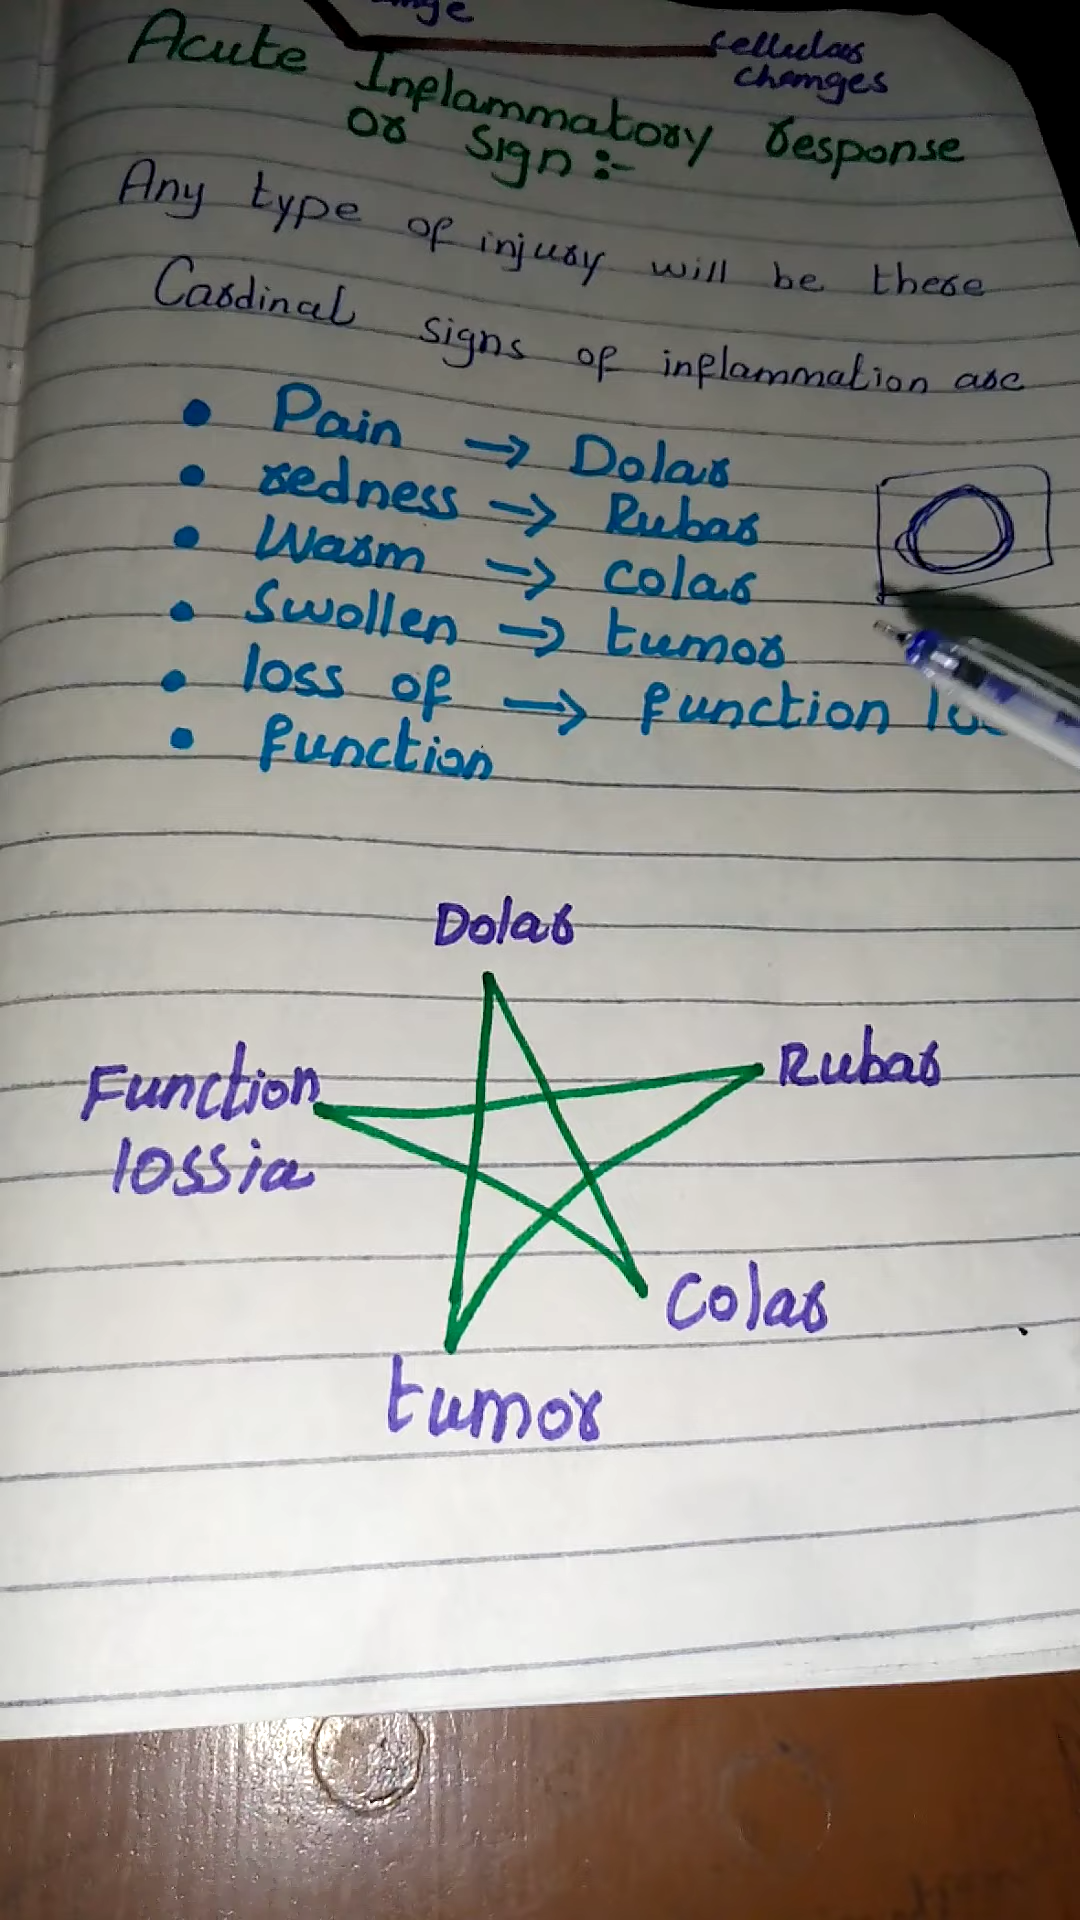 cellular
changes
Acute Inflammatory response
or Sign :-
Any type of injury will be there
Cardinal signs of inflammation are
• Pain → Dolar
• redness → Rubar
• Warm → colar
• Swollen → tumor
• loss of → function
• function
Dolar
Rubar
Function
lossia
Colar
tumor